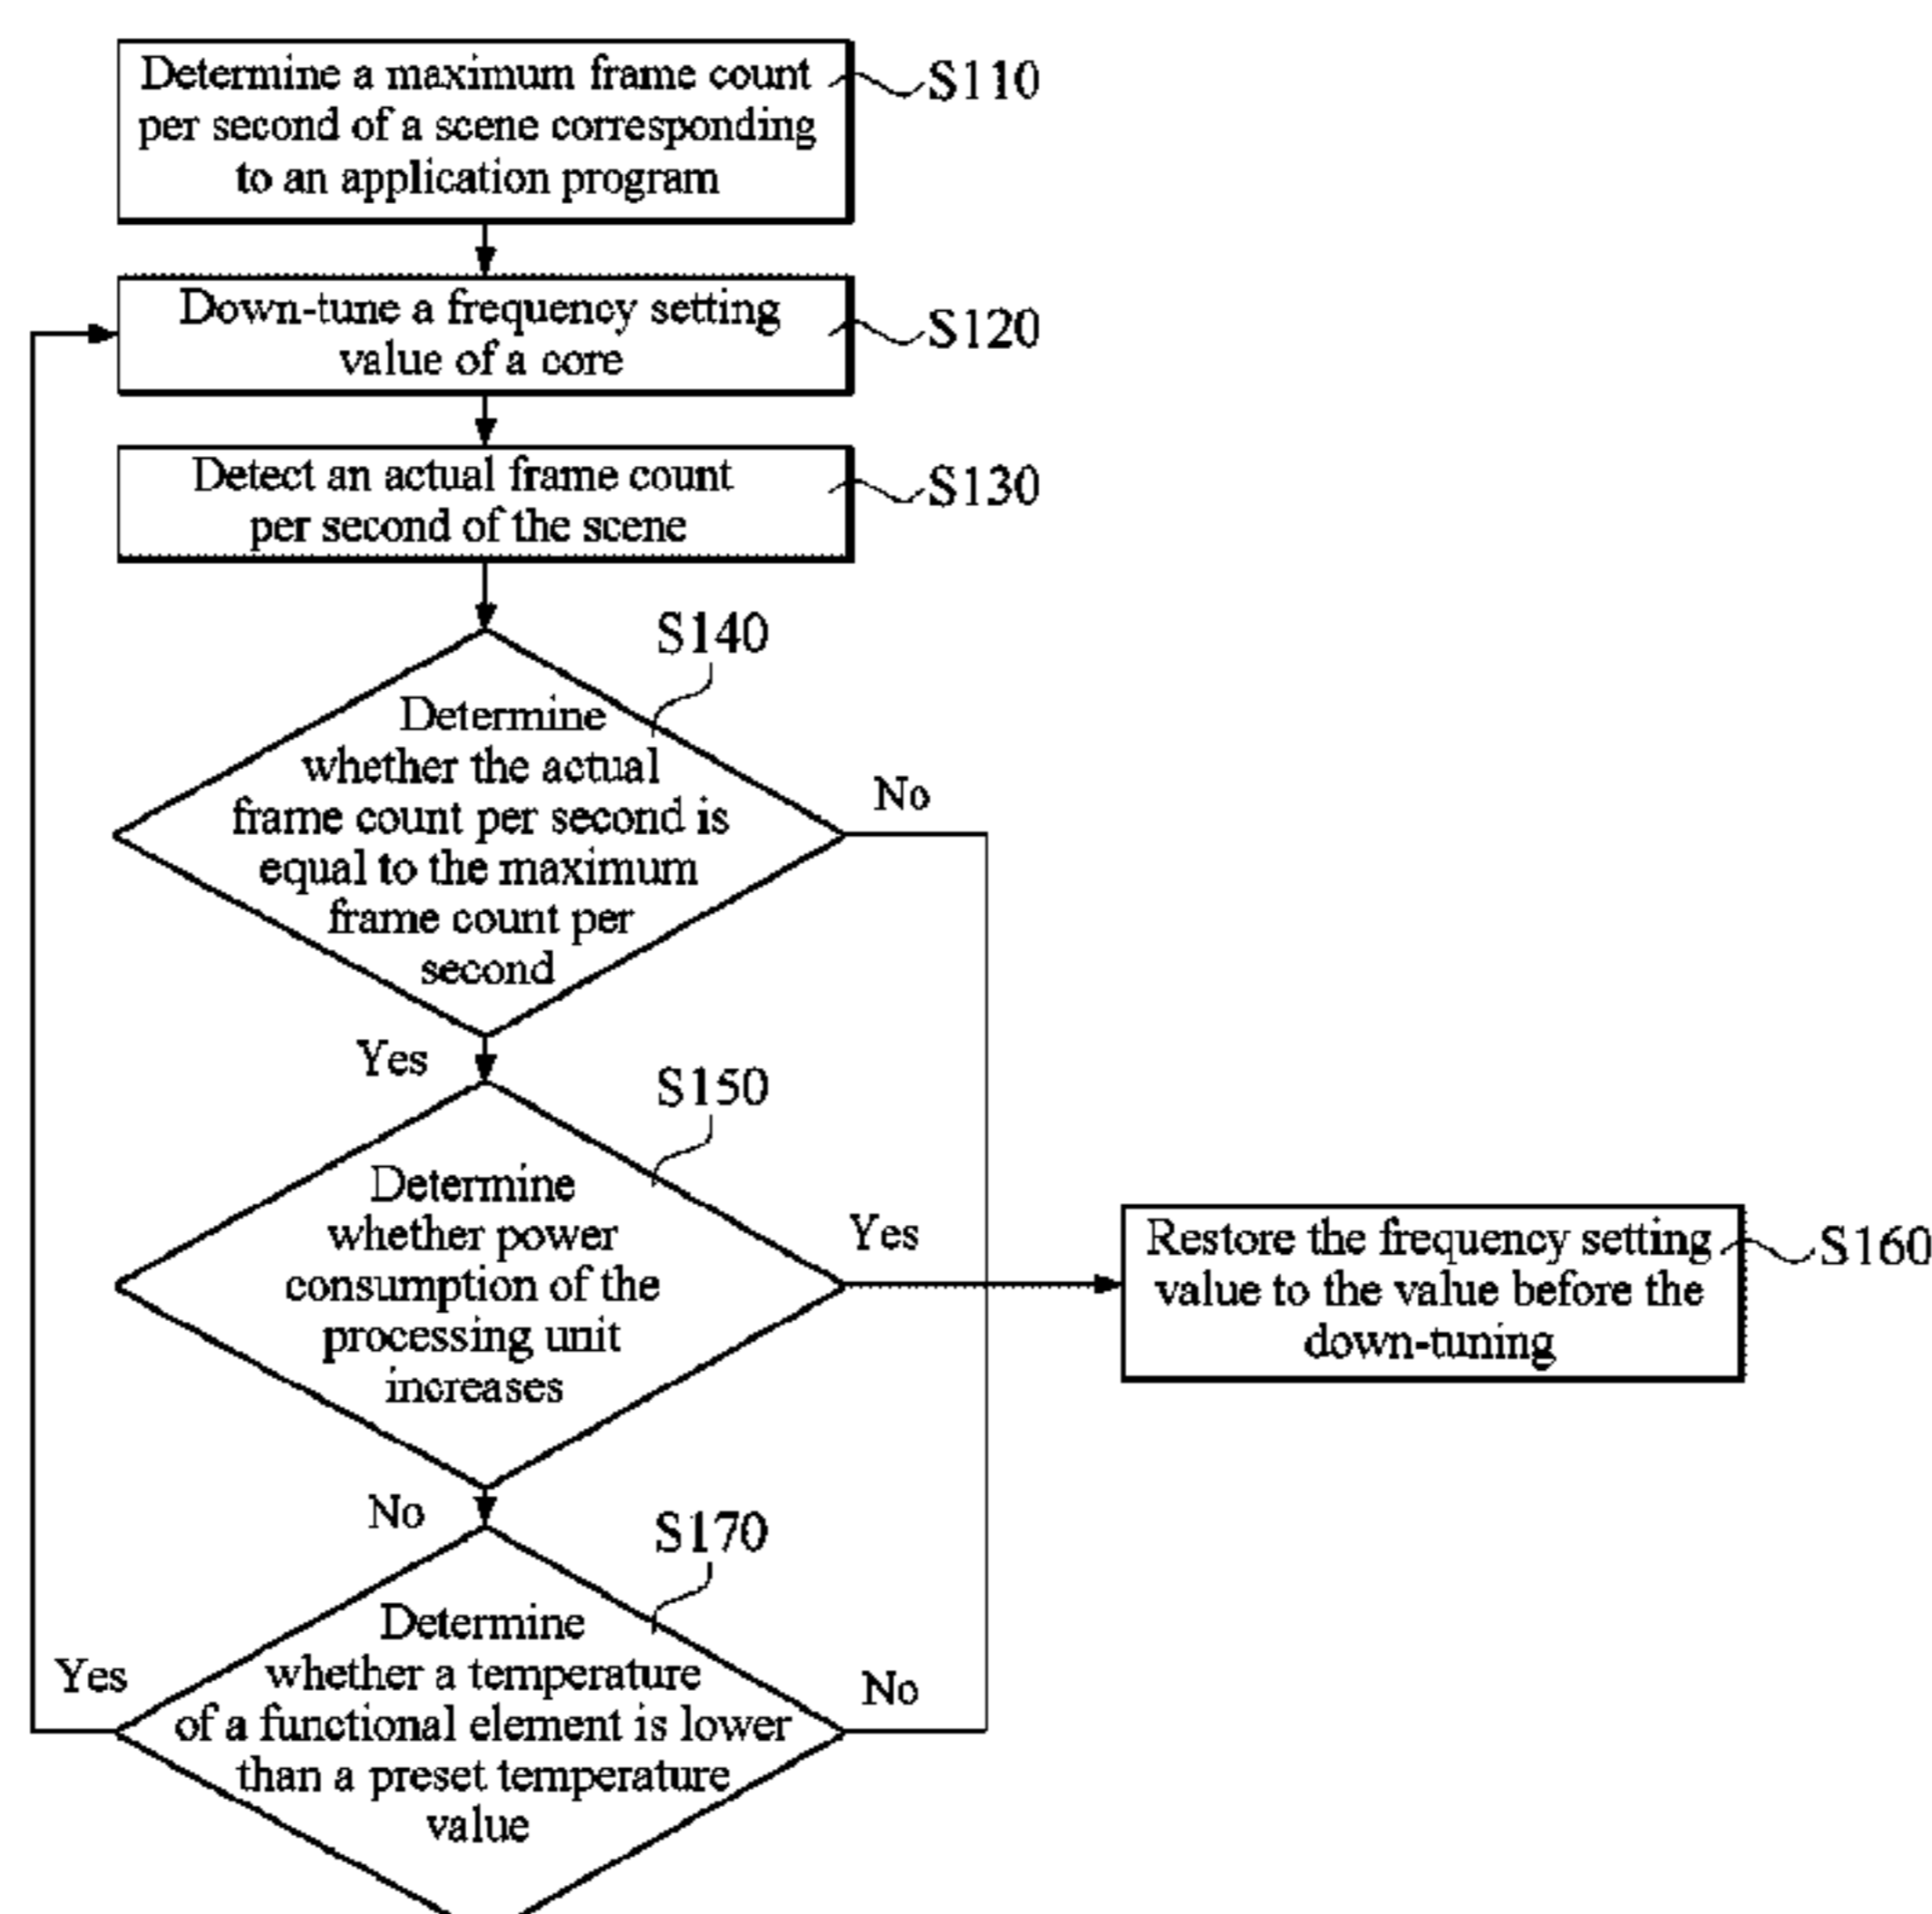 Determine a maximum frame count
per second of a scene corresponding
to an application program
S110
Down-tune a frequency setting
value of a core
S120
Detect an actual frame count
per second of the scene
S130
S140
Determine
whether the actual
frame count per second is
equal to the maximum
frame count per
second
No
Yes
S150
Determine
whether power
consumption of the
processing unit
increases
Yes
Restore the frequency setting
value to the value before the
down-tuning
S160
No
S170
Determine
whether a temperature
of a functional element is lower
than a preset temperature
value
Yes
No